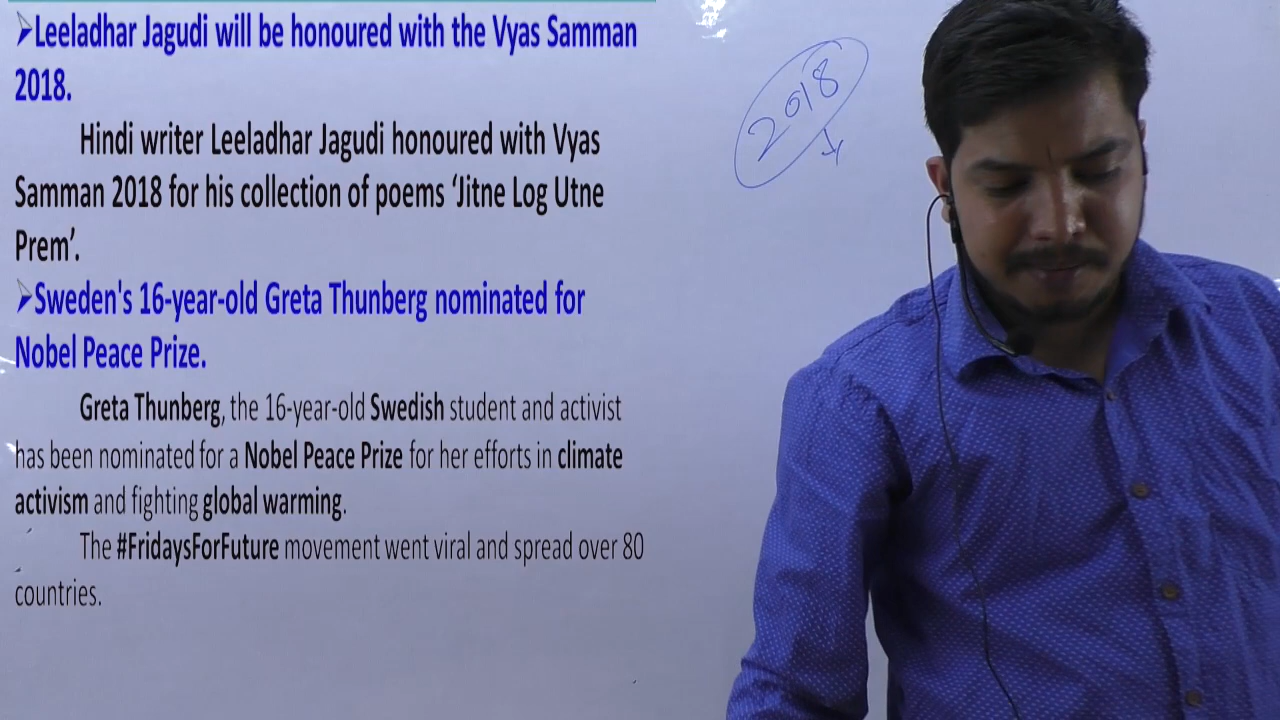 ➢Leeladhar Jagudi will be honoured with the Vyas Samman
2018.
Hindi writer Leeladhar Jagudi honoured with Vyas
Samman 2018 for his collection of poems ‘Jitne Log Utne
Prem’.
➢Sweden's 16-year-old Greta Thunberg nominated for
Nobel Peace Prize.
Greta Thunberg, the 16-year-old Swedish student and activist
has been nominated for a Nobel Peace Prize for her efforts in climate
activism and fighting global warming.
The #FridaysForFuture movement went viral and spread over 80
countries.
2018